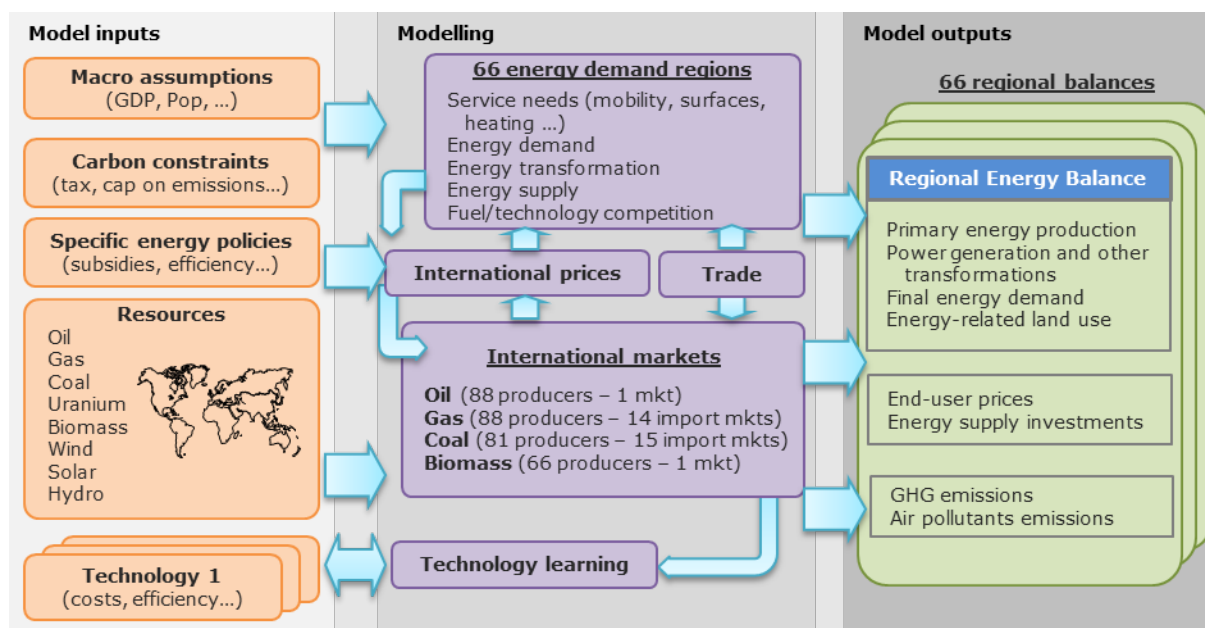 Model inputs
Macro assumptions
(GDP, Pop, ...)
Carbon constraints
(tax, cap on emissions...)
Specific energy policies
(subsidies, efficiency...)
Resources
Oil
Gas
Coal
Uranium
Biomass
Wind
Solar
Hydro
Technology 1
(costs, efficiency...)
Modelling
66 energy demand regions
Service needs (mobility, surfaces,
heating ...)
Energy demand
Energy transformation
Energy supply
Fuel/technology competition
International prices
Trade
International markets
Oil (88 producers – 1 mkt)
Gas (88 producers – 14 import mkts)
Coal (81 producers – 15 import mkts)
Biomass (66 producers – 1 mkt)
Technology learning
Model outputs
66 regional balances
Regional Energy Balance
Primary energy production
Power generation and other
transformations
Final energy demand
Energy-related land use
End-user prices
Energy supply investments
GHG emissions
Air pollutants emissions